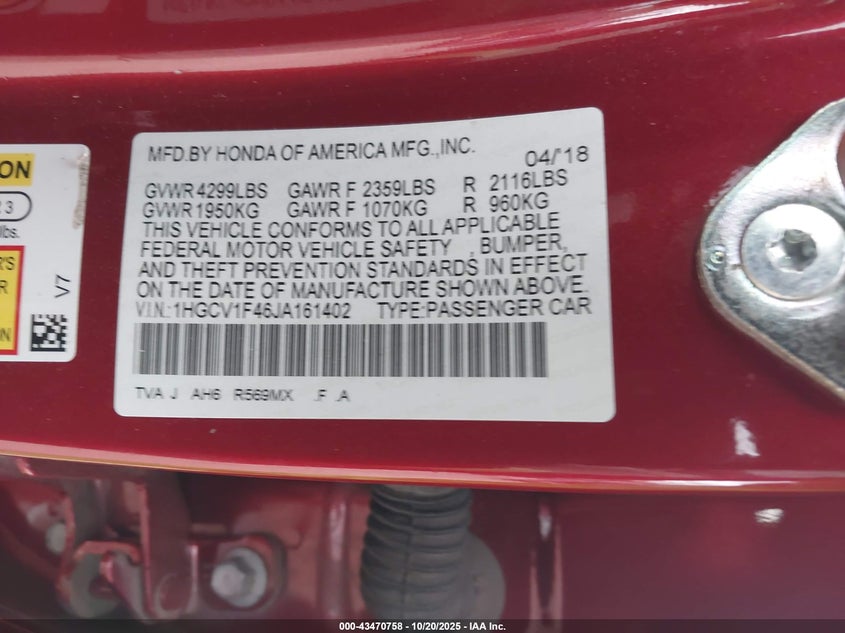 MFD.BY HONDA OF AMERICA MFG.,INC.
04/'18
GVWR 4299LBS GAWR F 2359LBS R 2116LBS
GVWR 1950KG GAWR F 1070KG R 960KG
THIS VEHICLE CONFORMS TO ALL APPLICABLE
FEDERAL MOTOR VEHICLE SAFETY , BUMPER,
AND THEFT PREVENTION STANDARDS IN EFFECT
ON THE DATE OF MANUFACTURE SHOWN ABOVE.
V.I.N.:1HGCV1F46JA161402 TYPE:PASSENGER CAR
TVA J AH6 R569MX .F .A
ON
3
lbs.
R'S
R
V7
000-43470758 - 10/20/2025 - IAA Inc.